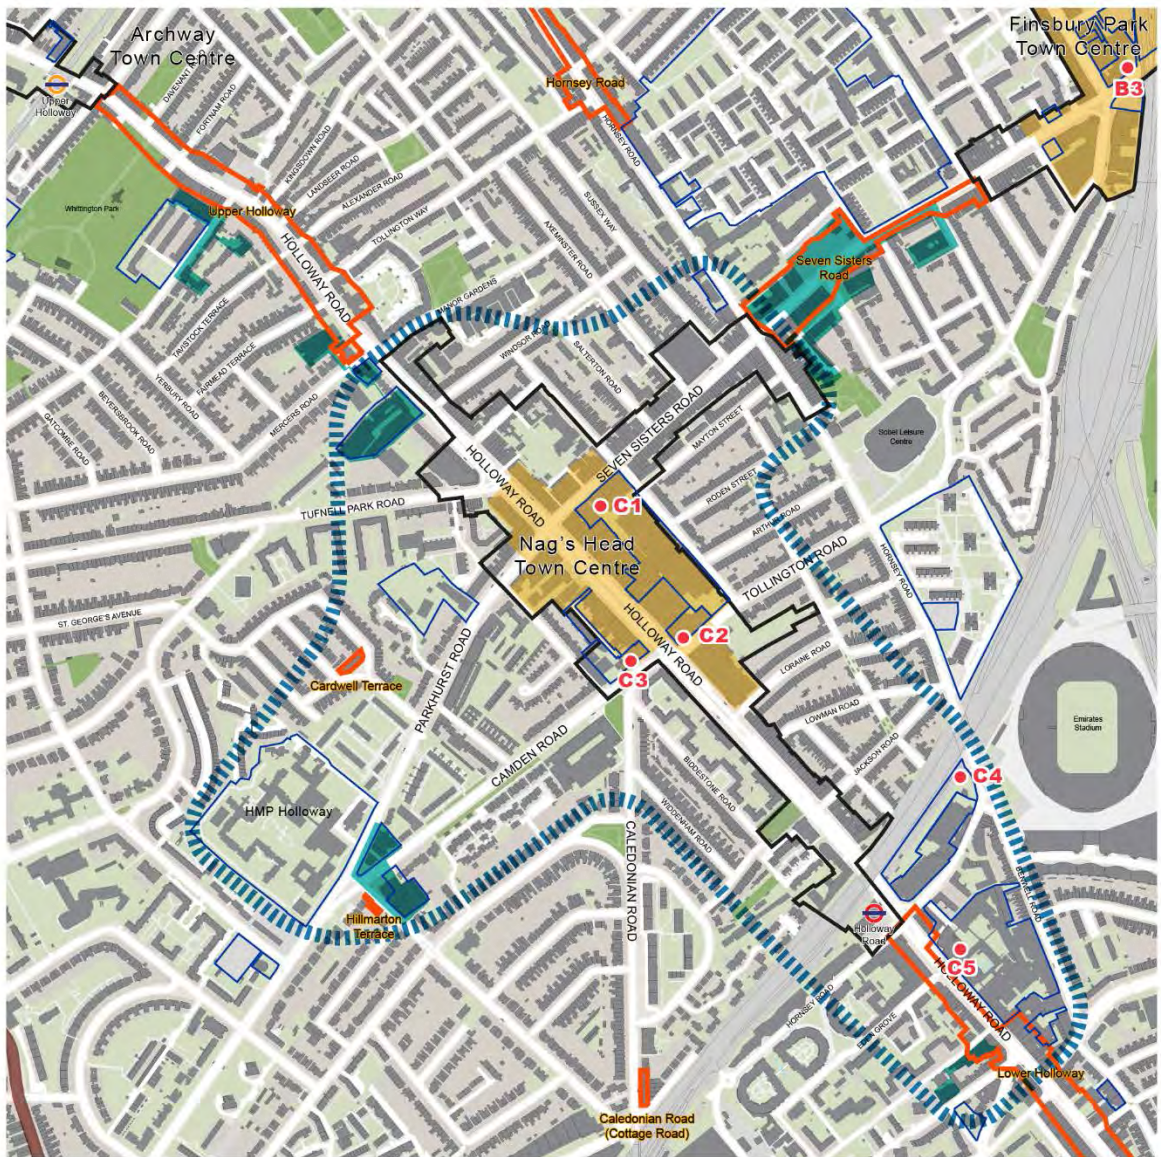 Archway
Town Centre
Finsbury Park
Town Centre
B3
Upper
Holloway
FORTNAM ROAD
Hornsey Road
HORNSEY ROAD
KINGSDOWN ROAD
LANDSEER ROAD
ALEXANDER ROAD
TOLLINGTON WAY
SUSSEX WAY
AXMINSTER ROAD
Whittington Park
Upper Holloway
HOLLOWAY ROAD
Seven Sisters
Road
MANOR GARDENS
WINDSOR ROAD
SALTERTON ROAD
TAVISTOCK TERRACE
FAIRMEAD TERRACE
YERBURY ROAD
BEVERSBROOK ROAD
GATCOMBE ROAD
MERCERS ROAD
SEVEN SISTERS ROAD
MAYTON STREET
Sobell Leisure
Centre
HOLLOWAY ROAD
RODEN STREET
TUFNELL PARK ROAD
C1
ARTHUR ROAD
Nag's Head
Town Centre
TOLLINGTON ROAD
HORNSEY ROAD
ST. GEORGE'S AVENUE
HOLLOWAY ROAD
C2
C3
LORAINE ROAD
PARKHURST ROAD
Cardwell Terrace
LOWMAN ROAD
CAMDEN ROAD
JACKSON ROAD
Emirates
Stadium
BIDDESTONE ROAD
C4
HMP Holloway
WIDDENHAM ROAD
CALEDONIAN ROAD
BENWELL ROAD
Hillmarton
Terrace
Holloway
Road
C5
HOLLOWAY ROAD
HORNSEY ROAD
EDEN GROVE
Lower Holloway
Caledonian Road
(Cottage Road)